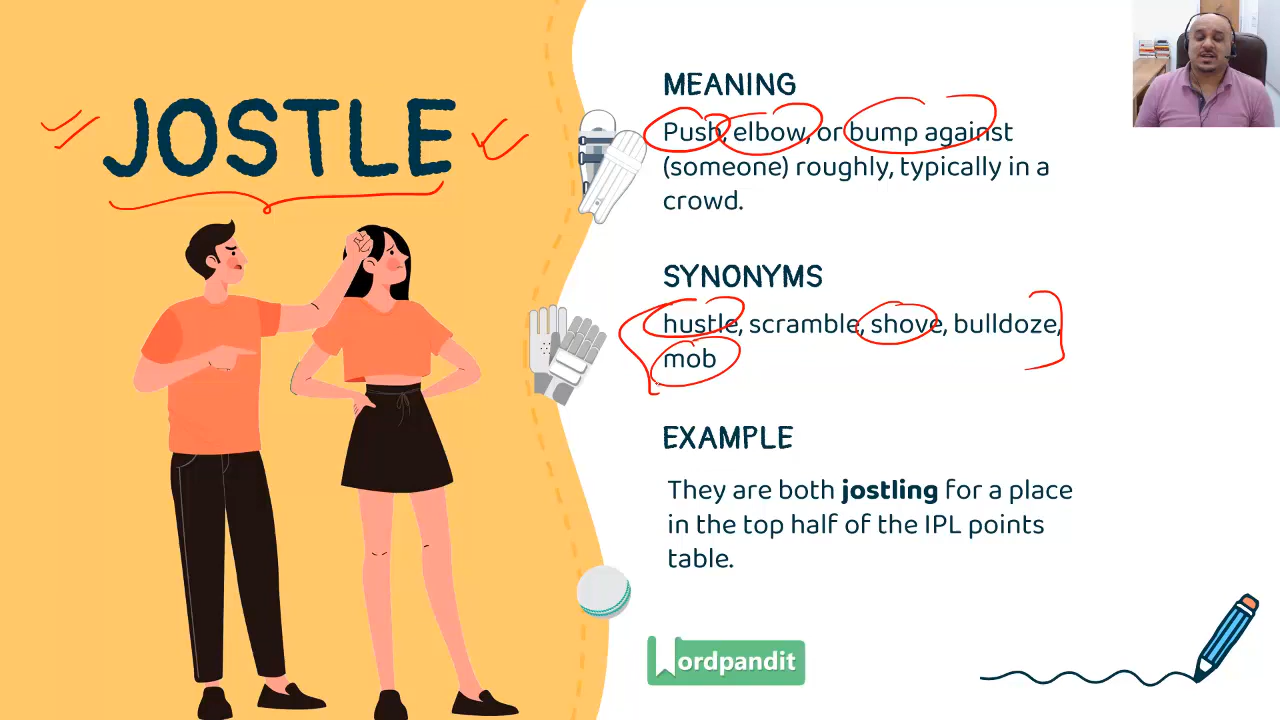 JOSTLE
MEANING
Push, elbow, or bump against
(someone) roughly, typically in a
crowd.
SYNONYMS
hustle, scramble, shove, bulldoze,
mob
EXAMPLE
They are both jostling for a place
in the top half of the IPL points
table.
Wordpandit